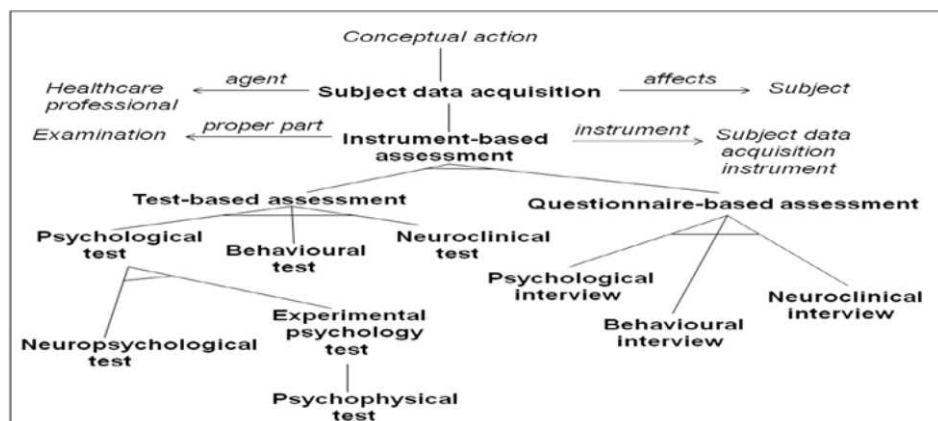 Conceptual action
Healthcare
professional
agent
Subject data acquisition
affects
Subject
Examination
proper part
Instrument-based
assessment
instrument
Subject data
acquisition
instrument
Test-based assessment
Questionnaire-based assessment
Psychological
test
Behavioural
test
Neuroclinical
test
Psychological
interview
Behavioural
interview
Neuroclinical
interview
Neuropsychological
test
Experimental
psychology
test
Psychophysical
test